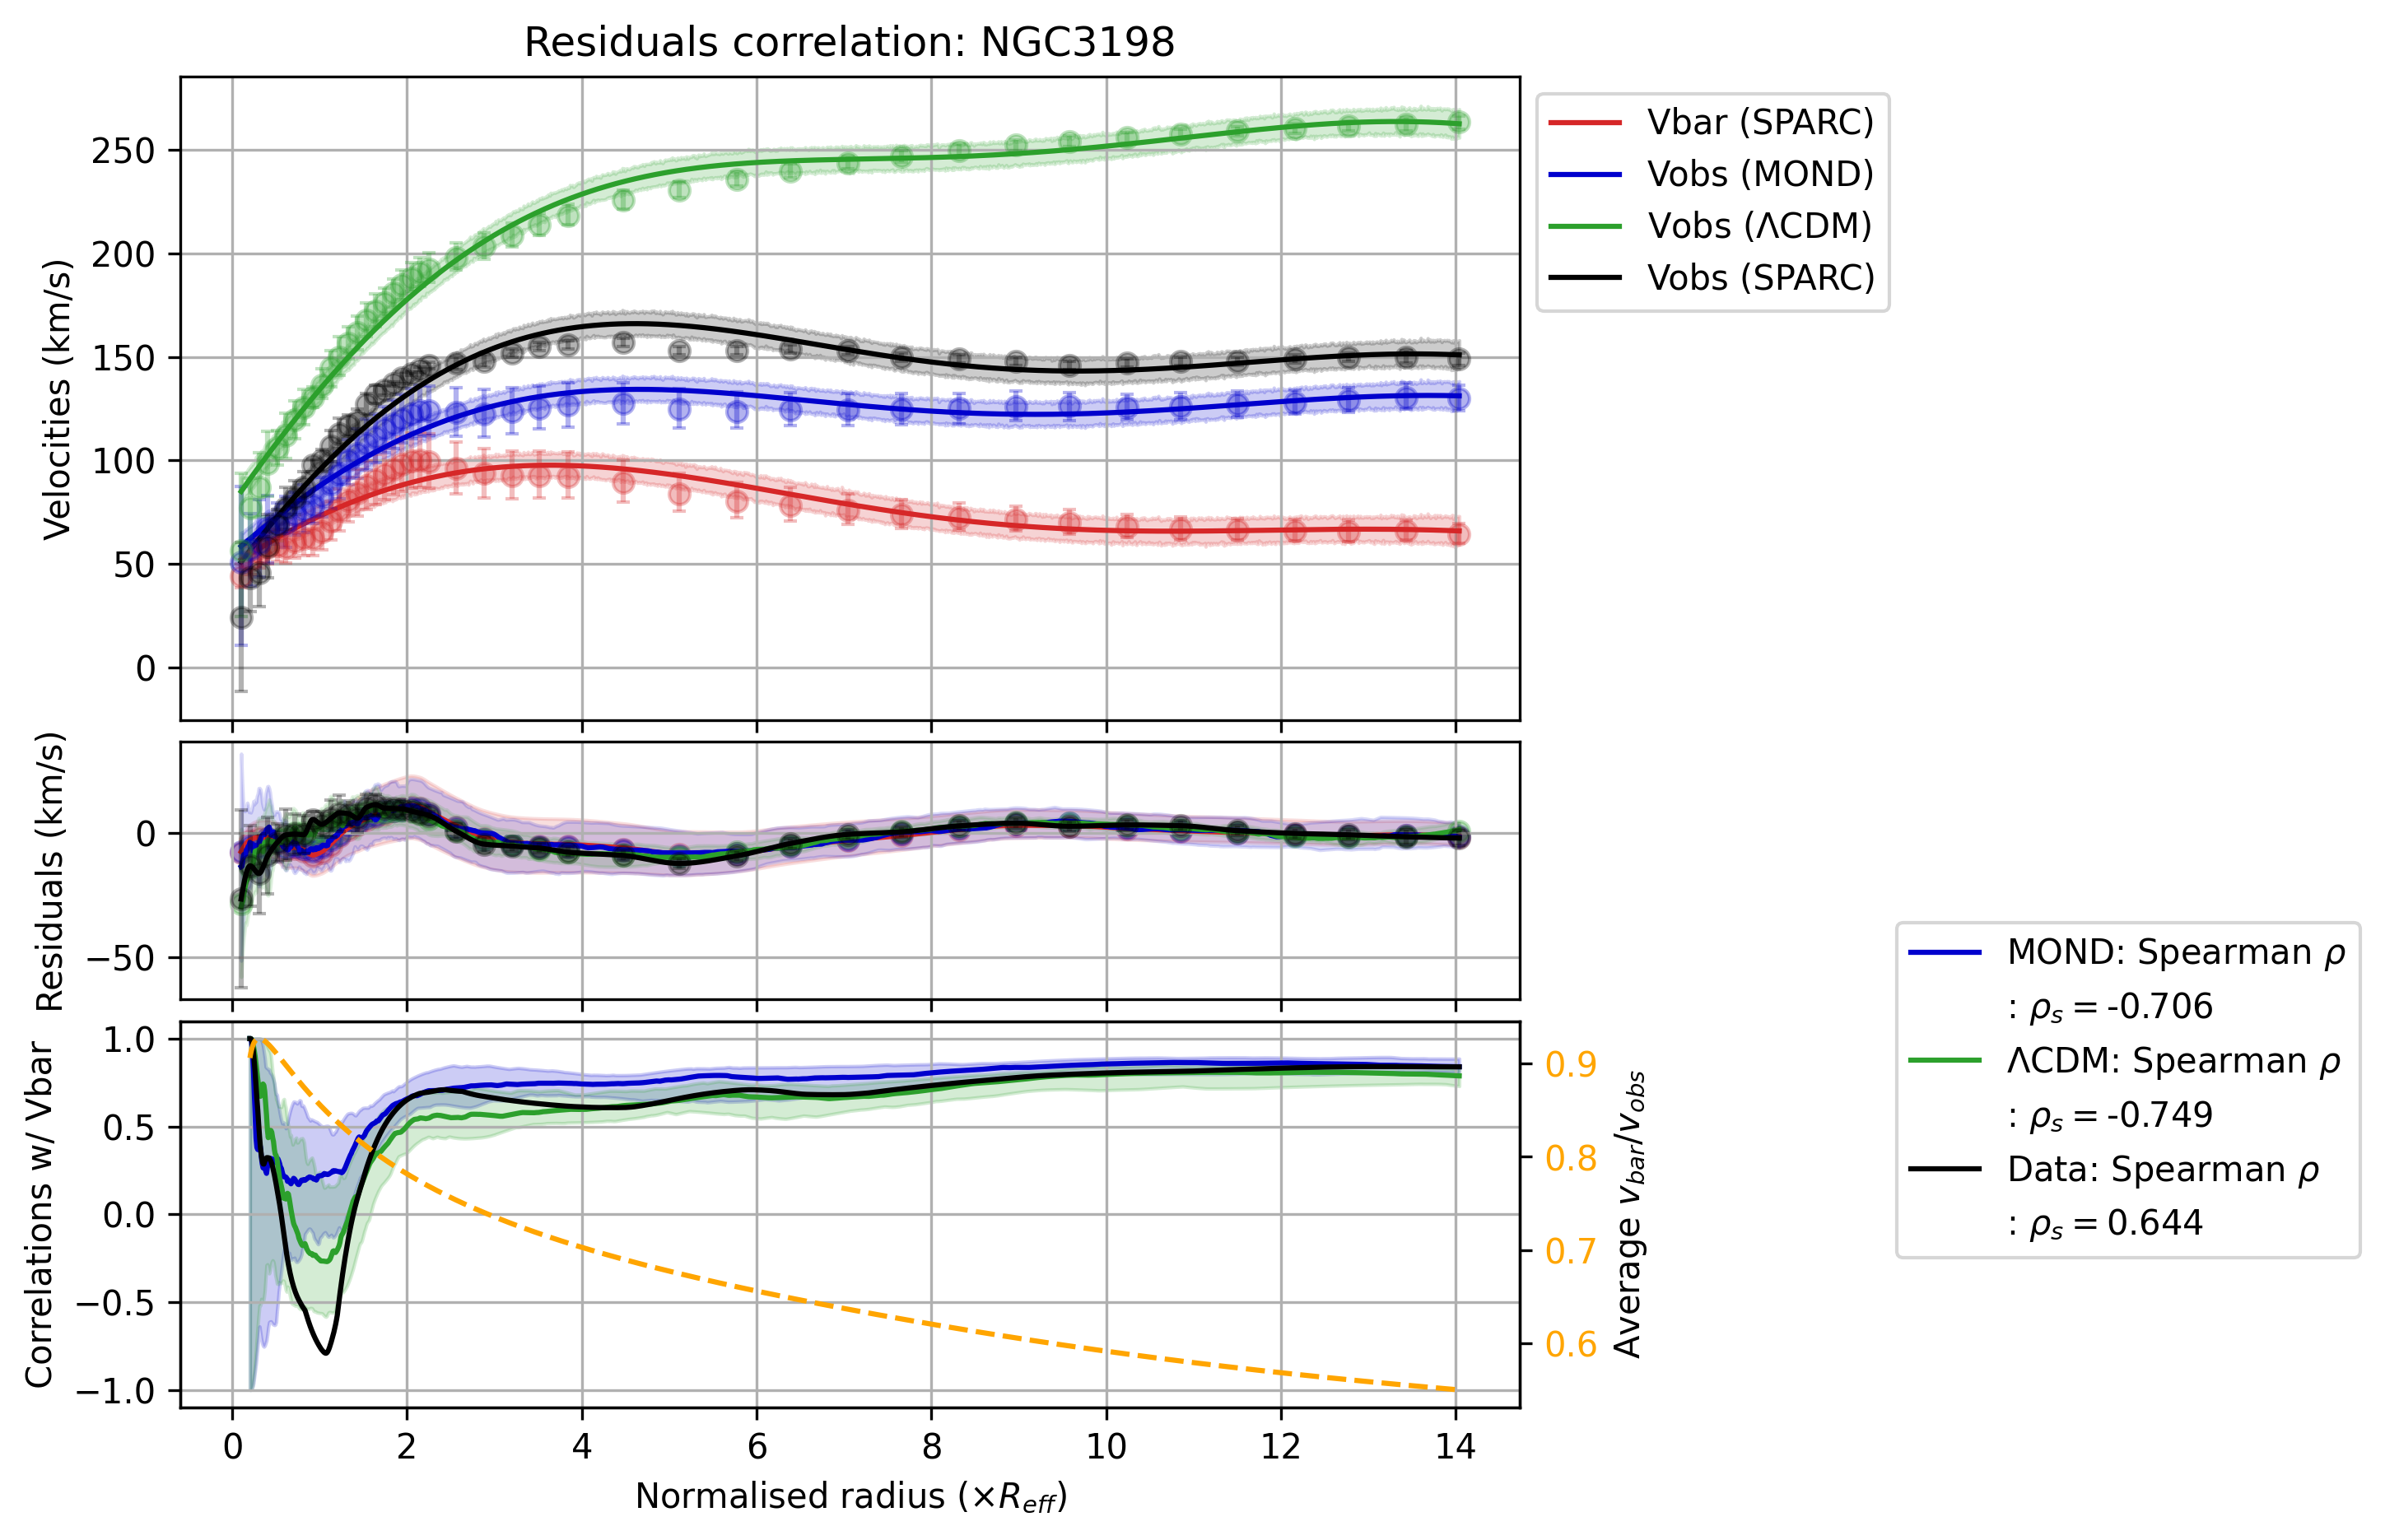 Residuals correlation: NGC3198
Velocities (km/s)
250
200
150
100
50
0
Vbar (SPARC)
Vobs (MOND)
Vobs (ΛCDM)
Vobs (SPARC)
Residuals (km/s)
0
−50
Correlations w/ Vbar
1.0
0.5
0.0
−0.5
−1.0
0.9
0.8
0.7
0.6
Average v_bar/v_obs
MOND: Spearman ρ
: ρ_s = -0.706
ΛCDM: Spearman ρ
: ρ_s = -0.749
Data: Spearman ρ
: ρ_s = 0.644
0 2 4 6 8 10 12 14
Normalised radius (×R_eff)